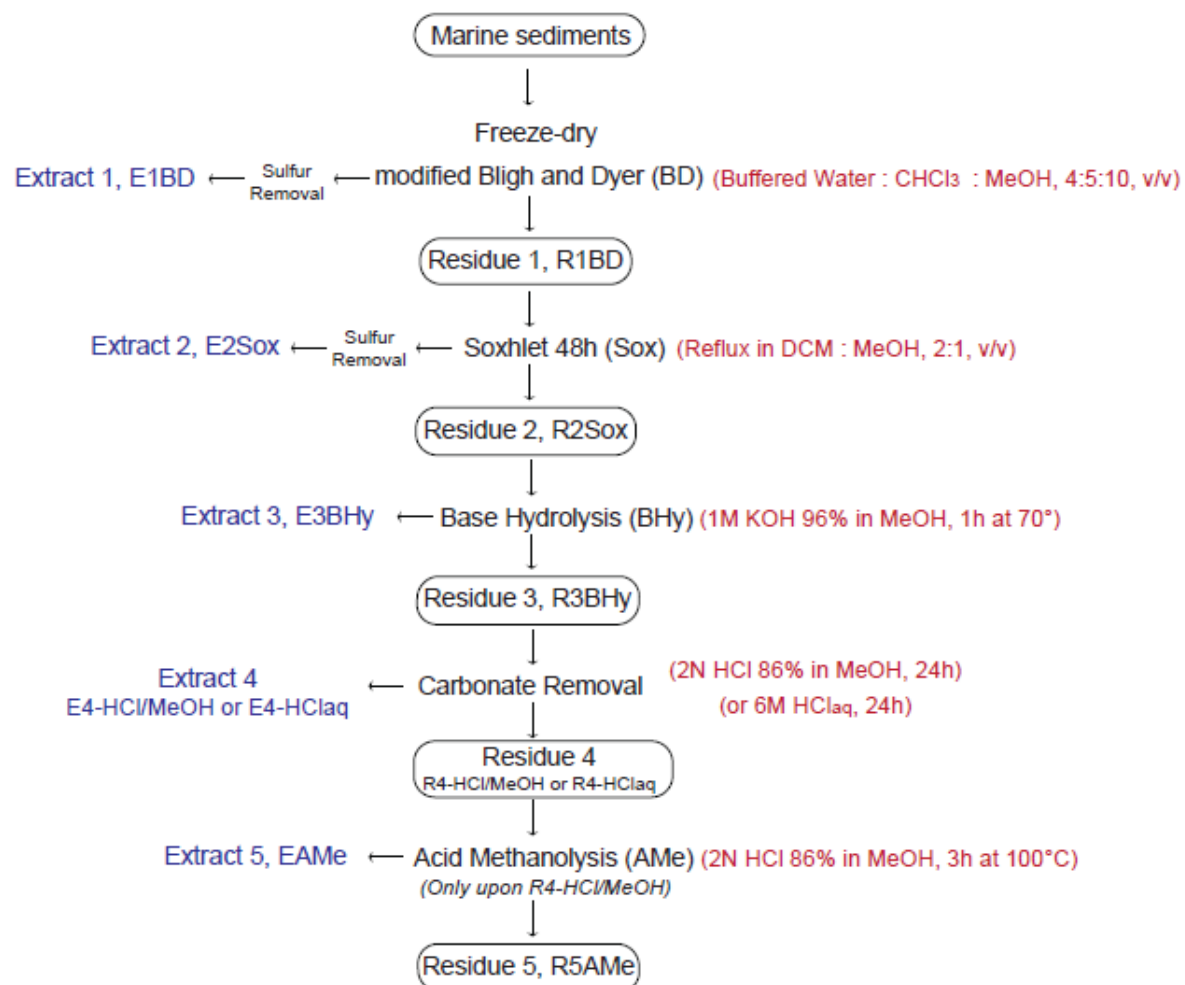 Marine sediments
Freeze-dry
Extract 1, E1BD
Sulfur
Removal
modified Bligh and Dyer (BD)
(Buffered Water : CHCl₃ : MeOH, 4:5:10, v/v)
Residue 1, R1BD
Extract 2, E2Sox
Sulfur
Removal
Soxhlet 48h (Sox)
(Reflux in DCM : MeOH, 2:1, v/v)
Residue 2, R2Sox
Extract 3, E3BHy
Base Hydrolysis (BHy)
(1M KOH 96% in MeOH, 1h at 70°)
Residue 3, R3BHy
Extract 4
E4-HCl/MeOH or E4-HClaq
Carbonate Removal
(2N HCl 86% in MeOH, 24h)
(or 6M HClaq, 24h)
Residue 4
R4-HCl/MeOH or R4-HClaq
Extract 5, EAMe
Acid Methanolysis (AMe)
(2N HCl 86% in MeOH, 3h at 100°C)
(Only upon R4-HCl/MeOH)
Residue 5, R5AMe